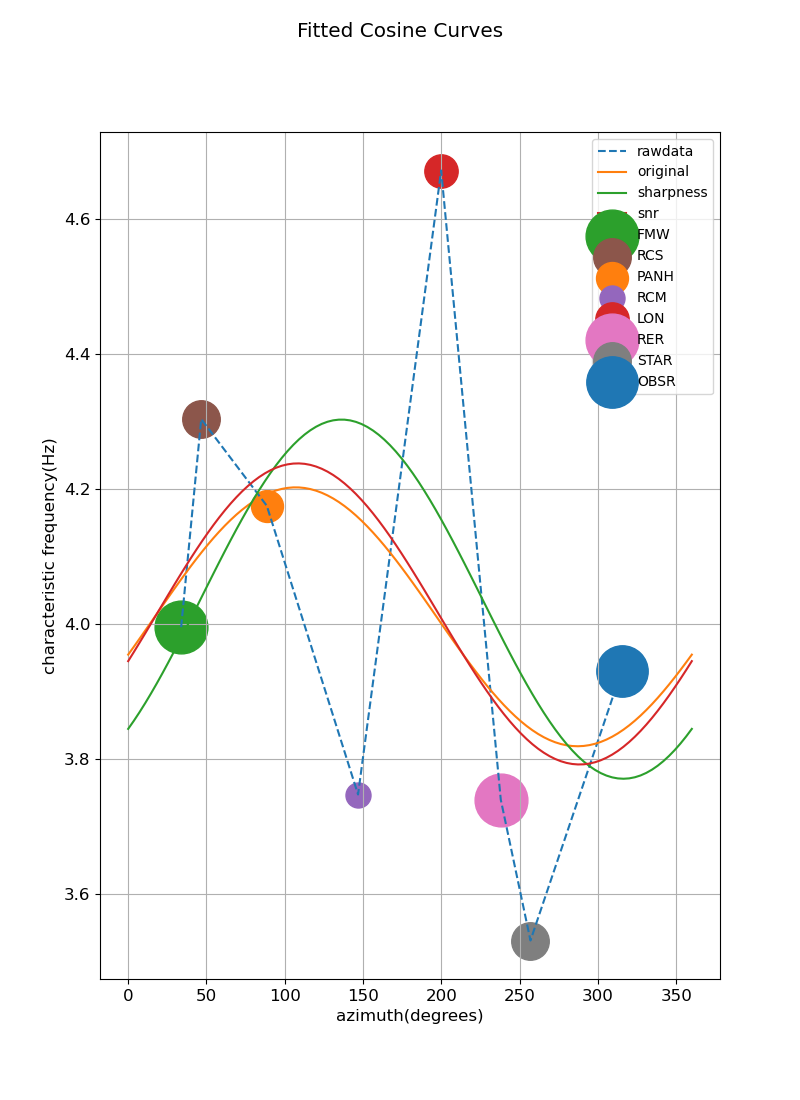 Fitted Cosine Curves
characteristic frequency(Hz)
4.6
4.4
4.2
4.0
3.8
3.6
0 50 100 150 200 250 300 350
azimuth(degrees)
rawdata
original
sharpness
snr
FMW
RCS
PANH
RCM
LON
RER
STAR
OBSR